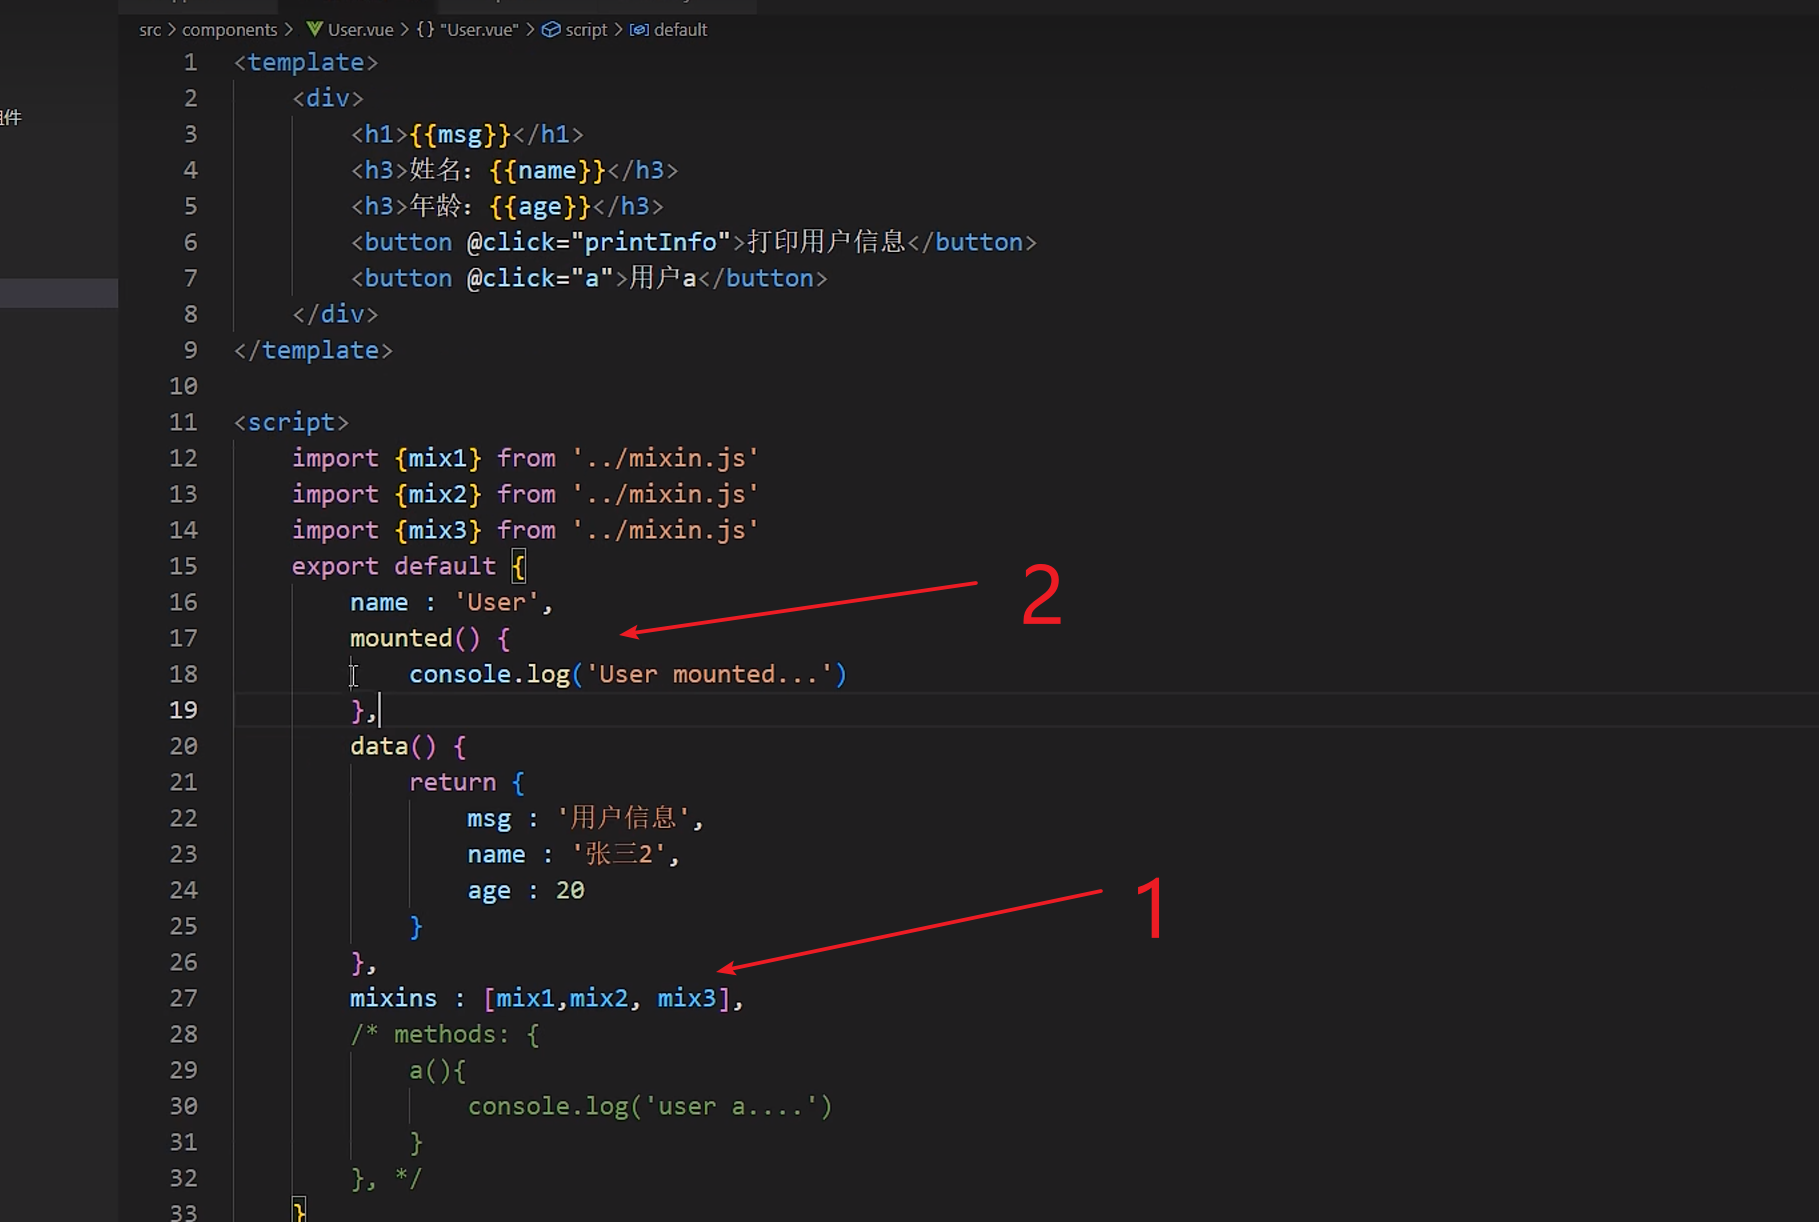 src > components > User.vue > {} "User.vue" > script > default
组件
1 <template>
2 <div>
3 <h1>{{msg}}</h1>
4 <h3>姓名：{{name}}</h3>
5 <h3>年龄：{{age}}</h3>
6 <button @click="printInfo">打印用户信息</button>
7 <button @click="a">用户a</button>
8 </div>
9 </template>
10
11 <script>
12 import {mix1} from '../mixin.js'
13 import {mix2} from '../mixin.js'
14 import {mix3} from '../mixin.js'
15 export default {
16 name : 'User',
17 mounted() {
2
18 console.log('User mounted...')
19 },
20 data() {
21 return {
22 msg : '用户信息',
23 name : '张三2',
24 age : 20
1
25 }
26 },
27 mixins : [mix1,mix2, mix3],
28 /* methods: {
29 a(){
30 console.log('user a....')
31 }
32 }, */
33 }